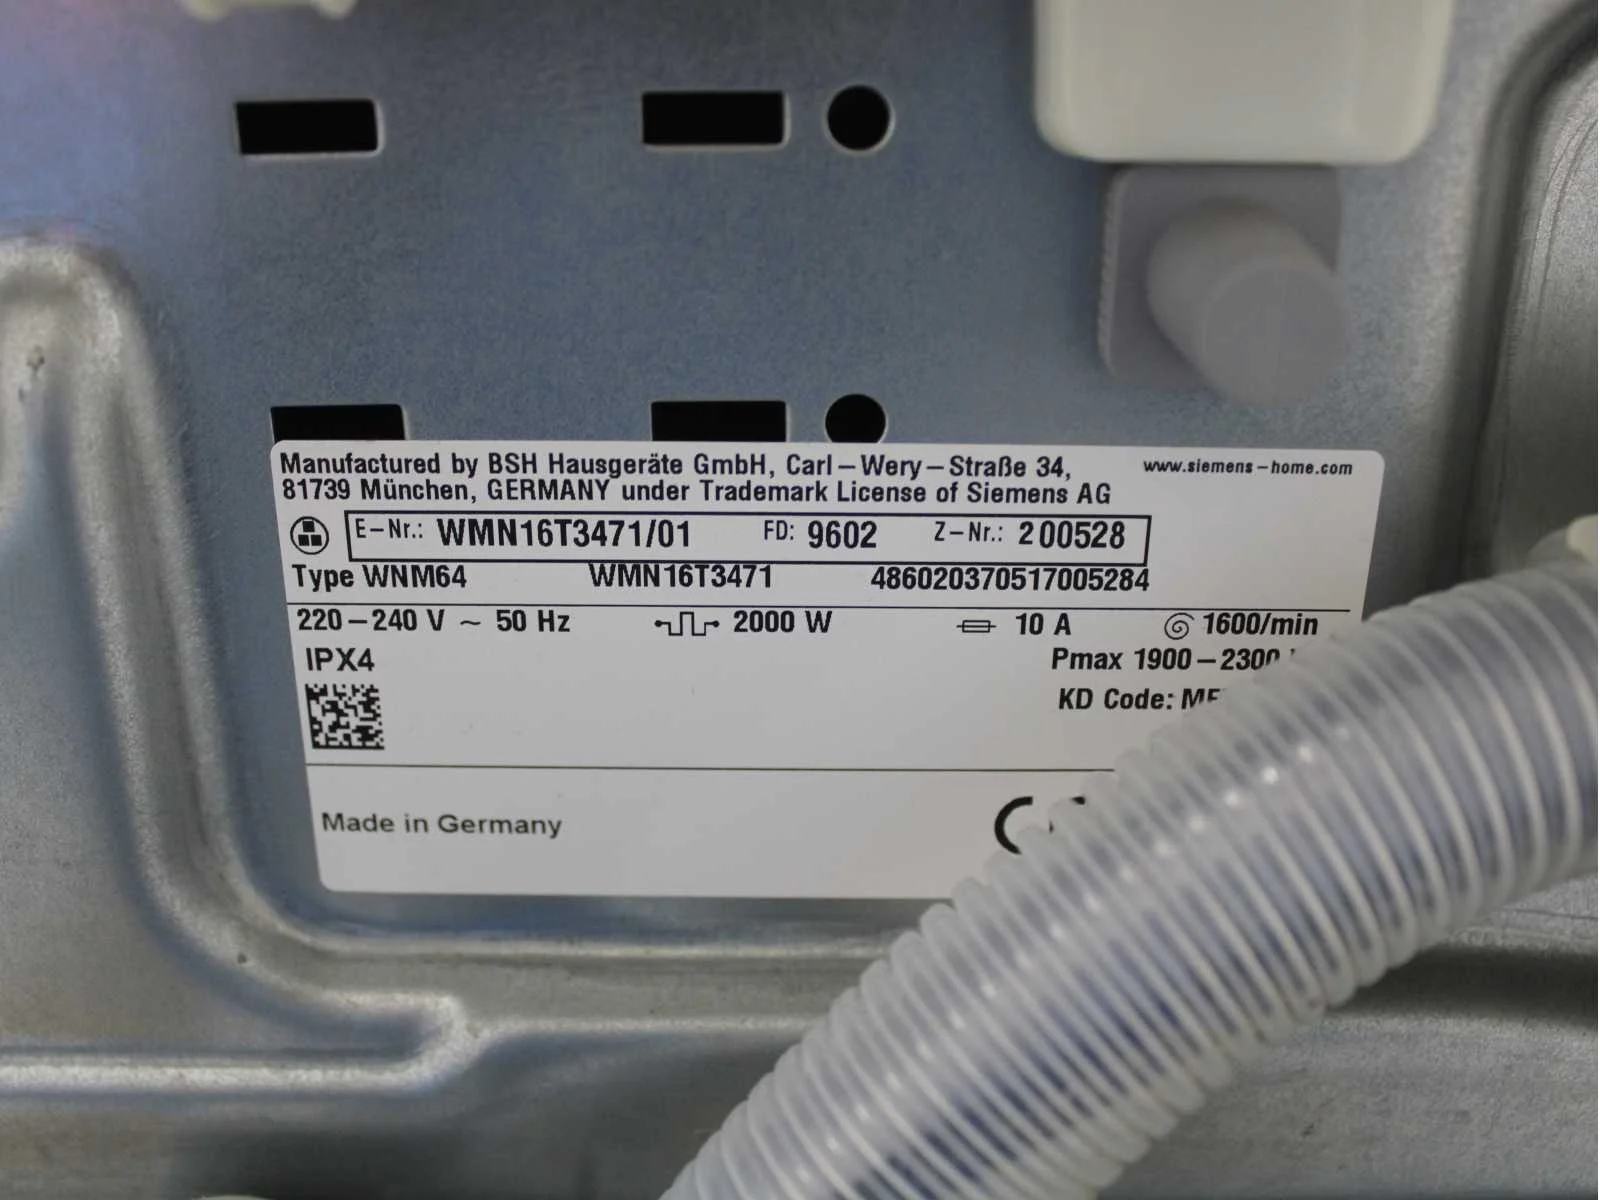 Manufactured by BSH Hausgeräte GmbH, Carl-Wery-Straße 34,
www.siemens-home.com
81739 München, GERMANY under Trademark License of Siemens AG
E-Nr.: WMN16T3471/01 FD: 9602 Z-Nr.: 200528
Type WNM64 WMN16T3471 486020370517005284
220-240 V ~ 50 Hz 2000 W 10 A 1600/min
IPX4 Pmax 1900-2300
KD Code:
Made in Germany